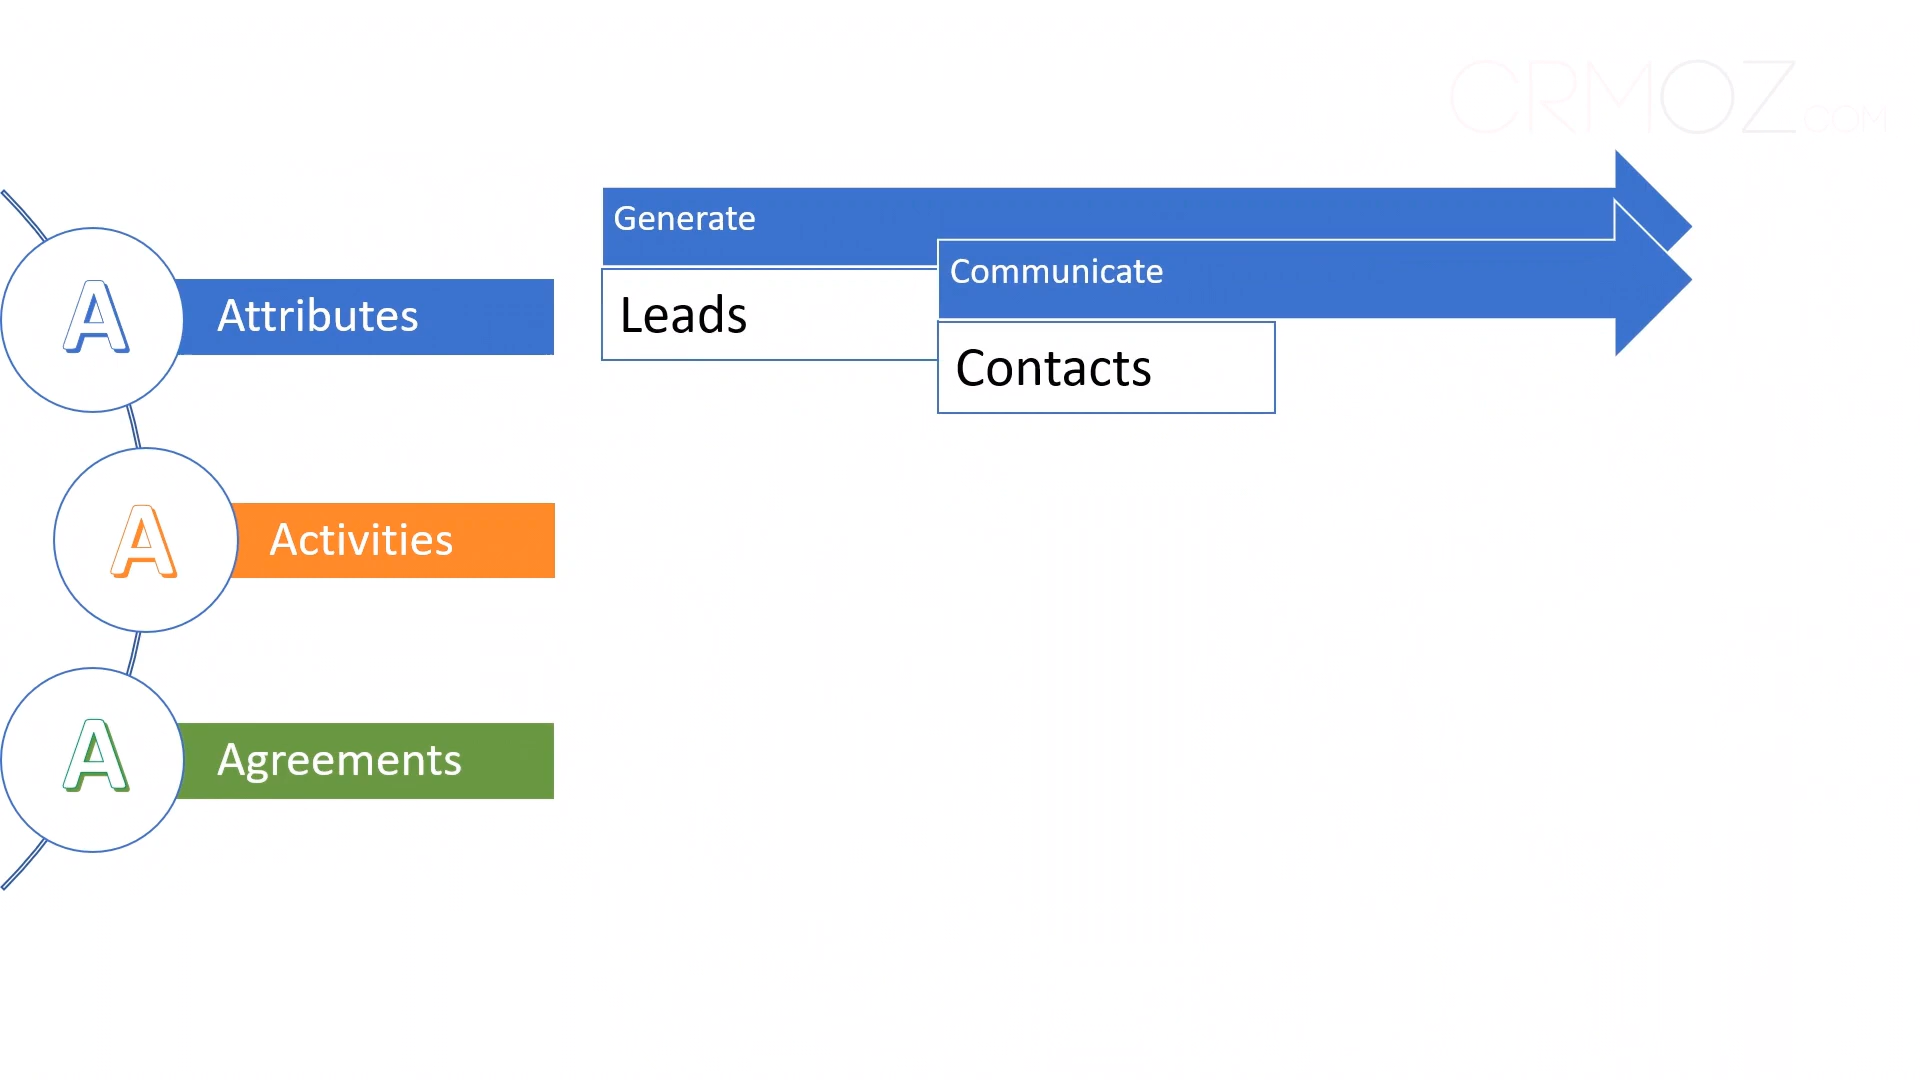 CRMOZ.COM
Generate
Communicate
Leads
Contacts
A Attributes
A Activities
A Agreements